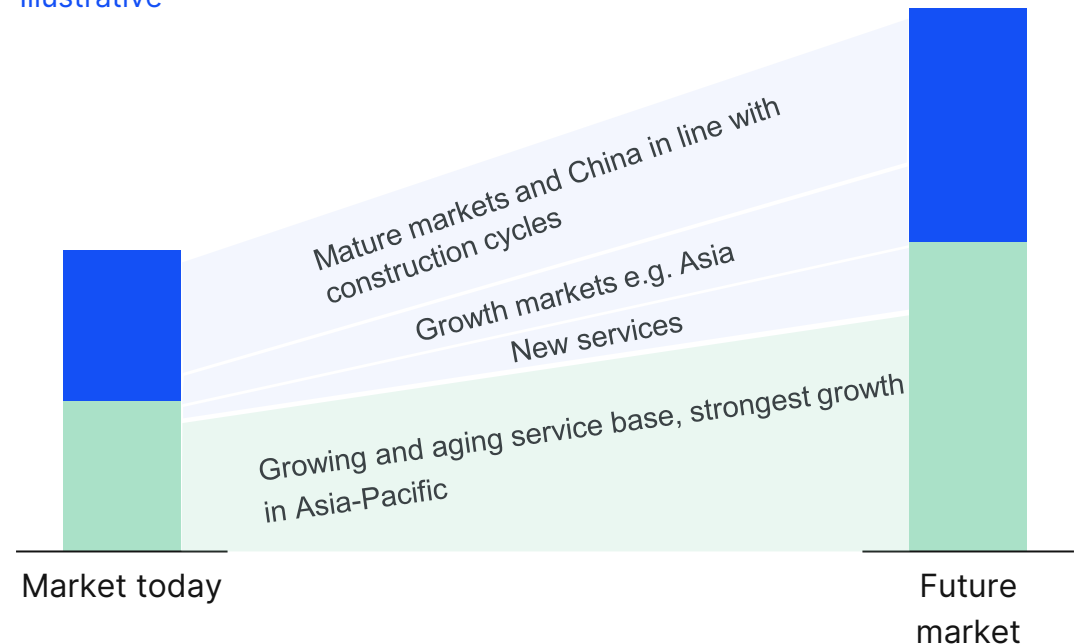 illustrative
Mature markets and China in line with
construction cycles
Growth markets e.g. Asia
New services
Growing and aging service base, strongest growth
in Asia-Pacific
Market today
Future
market